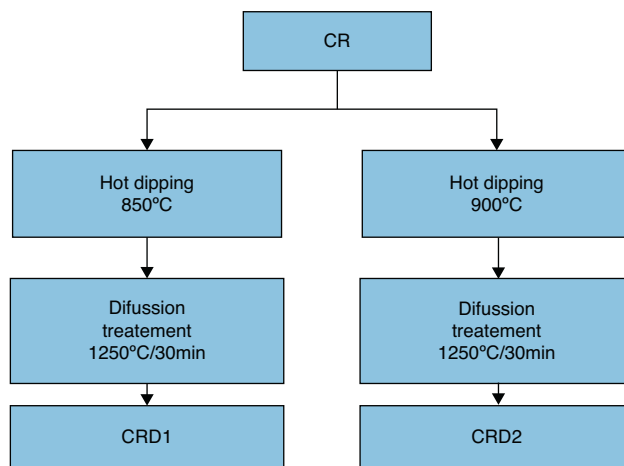 CR
Hot dipping
850ºC
Hot dipping
900ºC
Difussion
treatement
1250ºC/30min
Difussion
treatement
1250ºC/30min
CRD1
CRD2